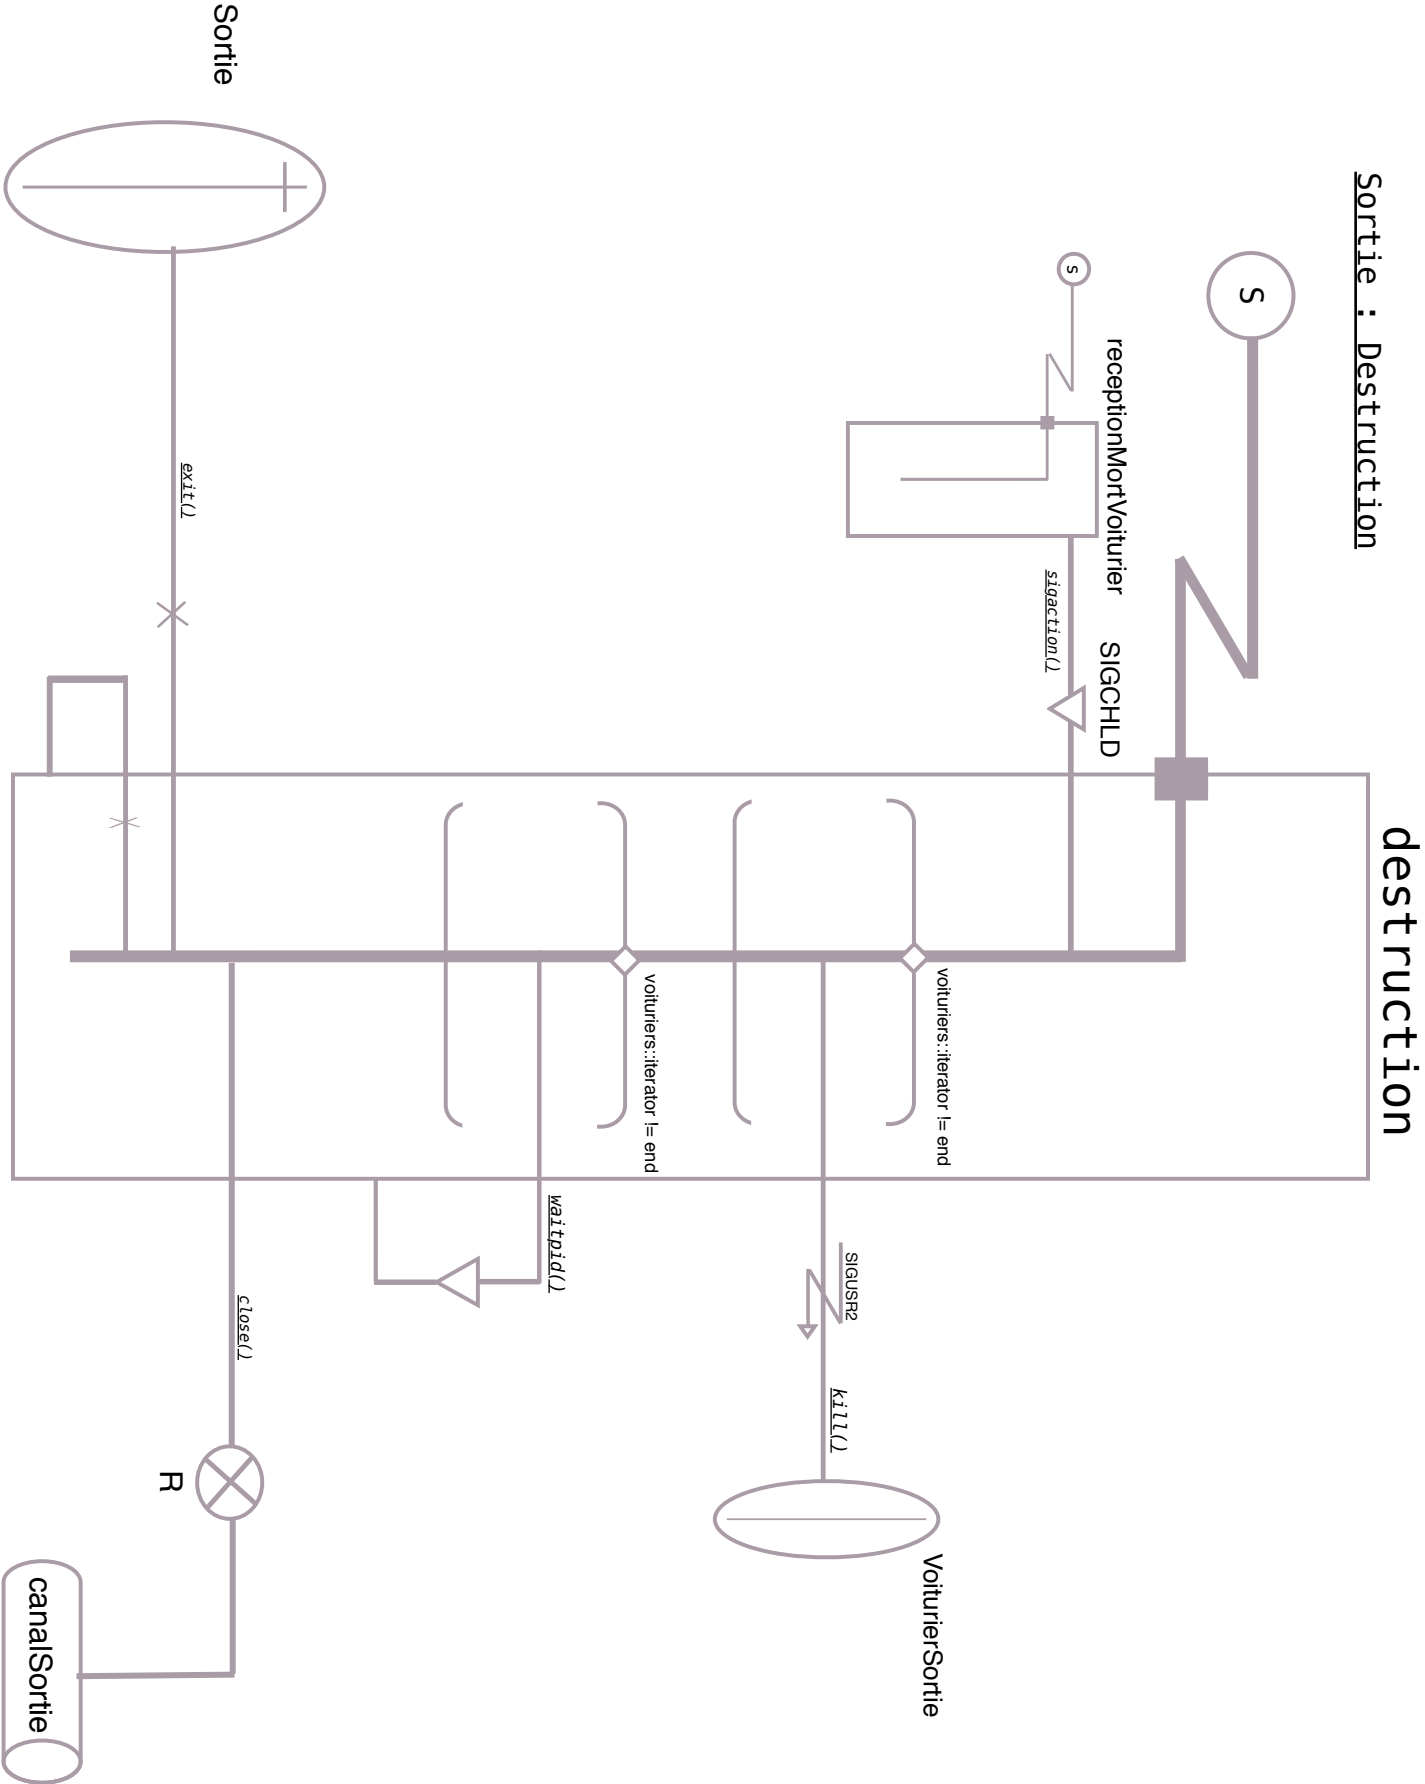 Sortie : Destruction
destruction
S
s
receptionMortVoiturier
SIGCHLD
sigaction()
voituriers::iterator != end
SIGUSR2
kill()
VoiturierSortie
voituriers::iterator != end
waitpid()
close()
R
canalSortie
exit()
Sortie